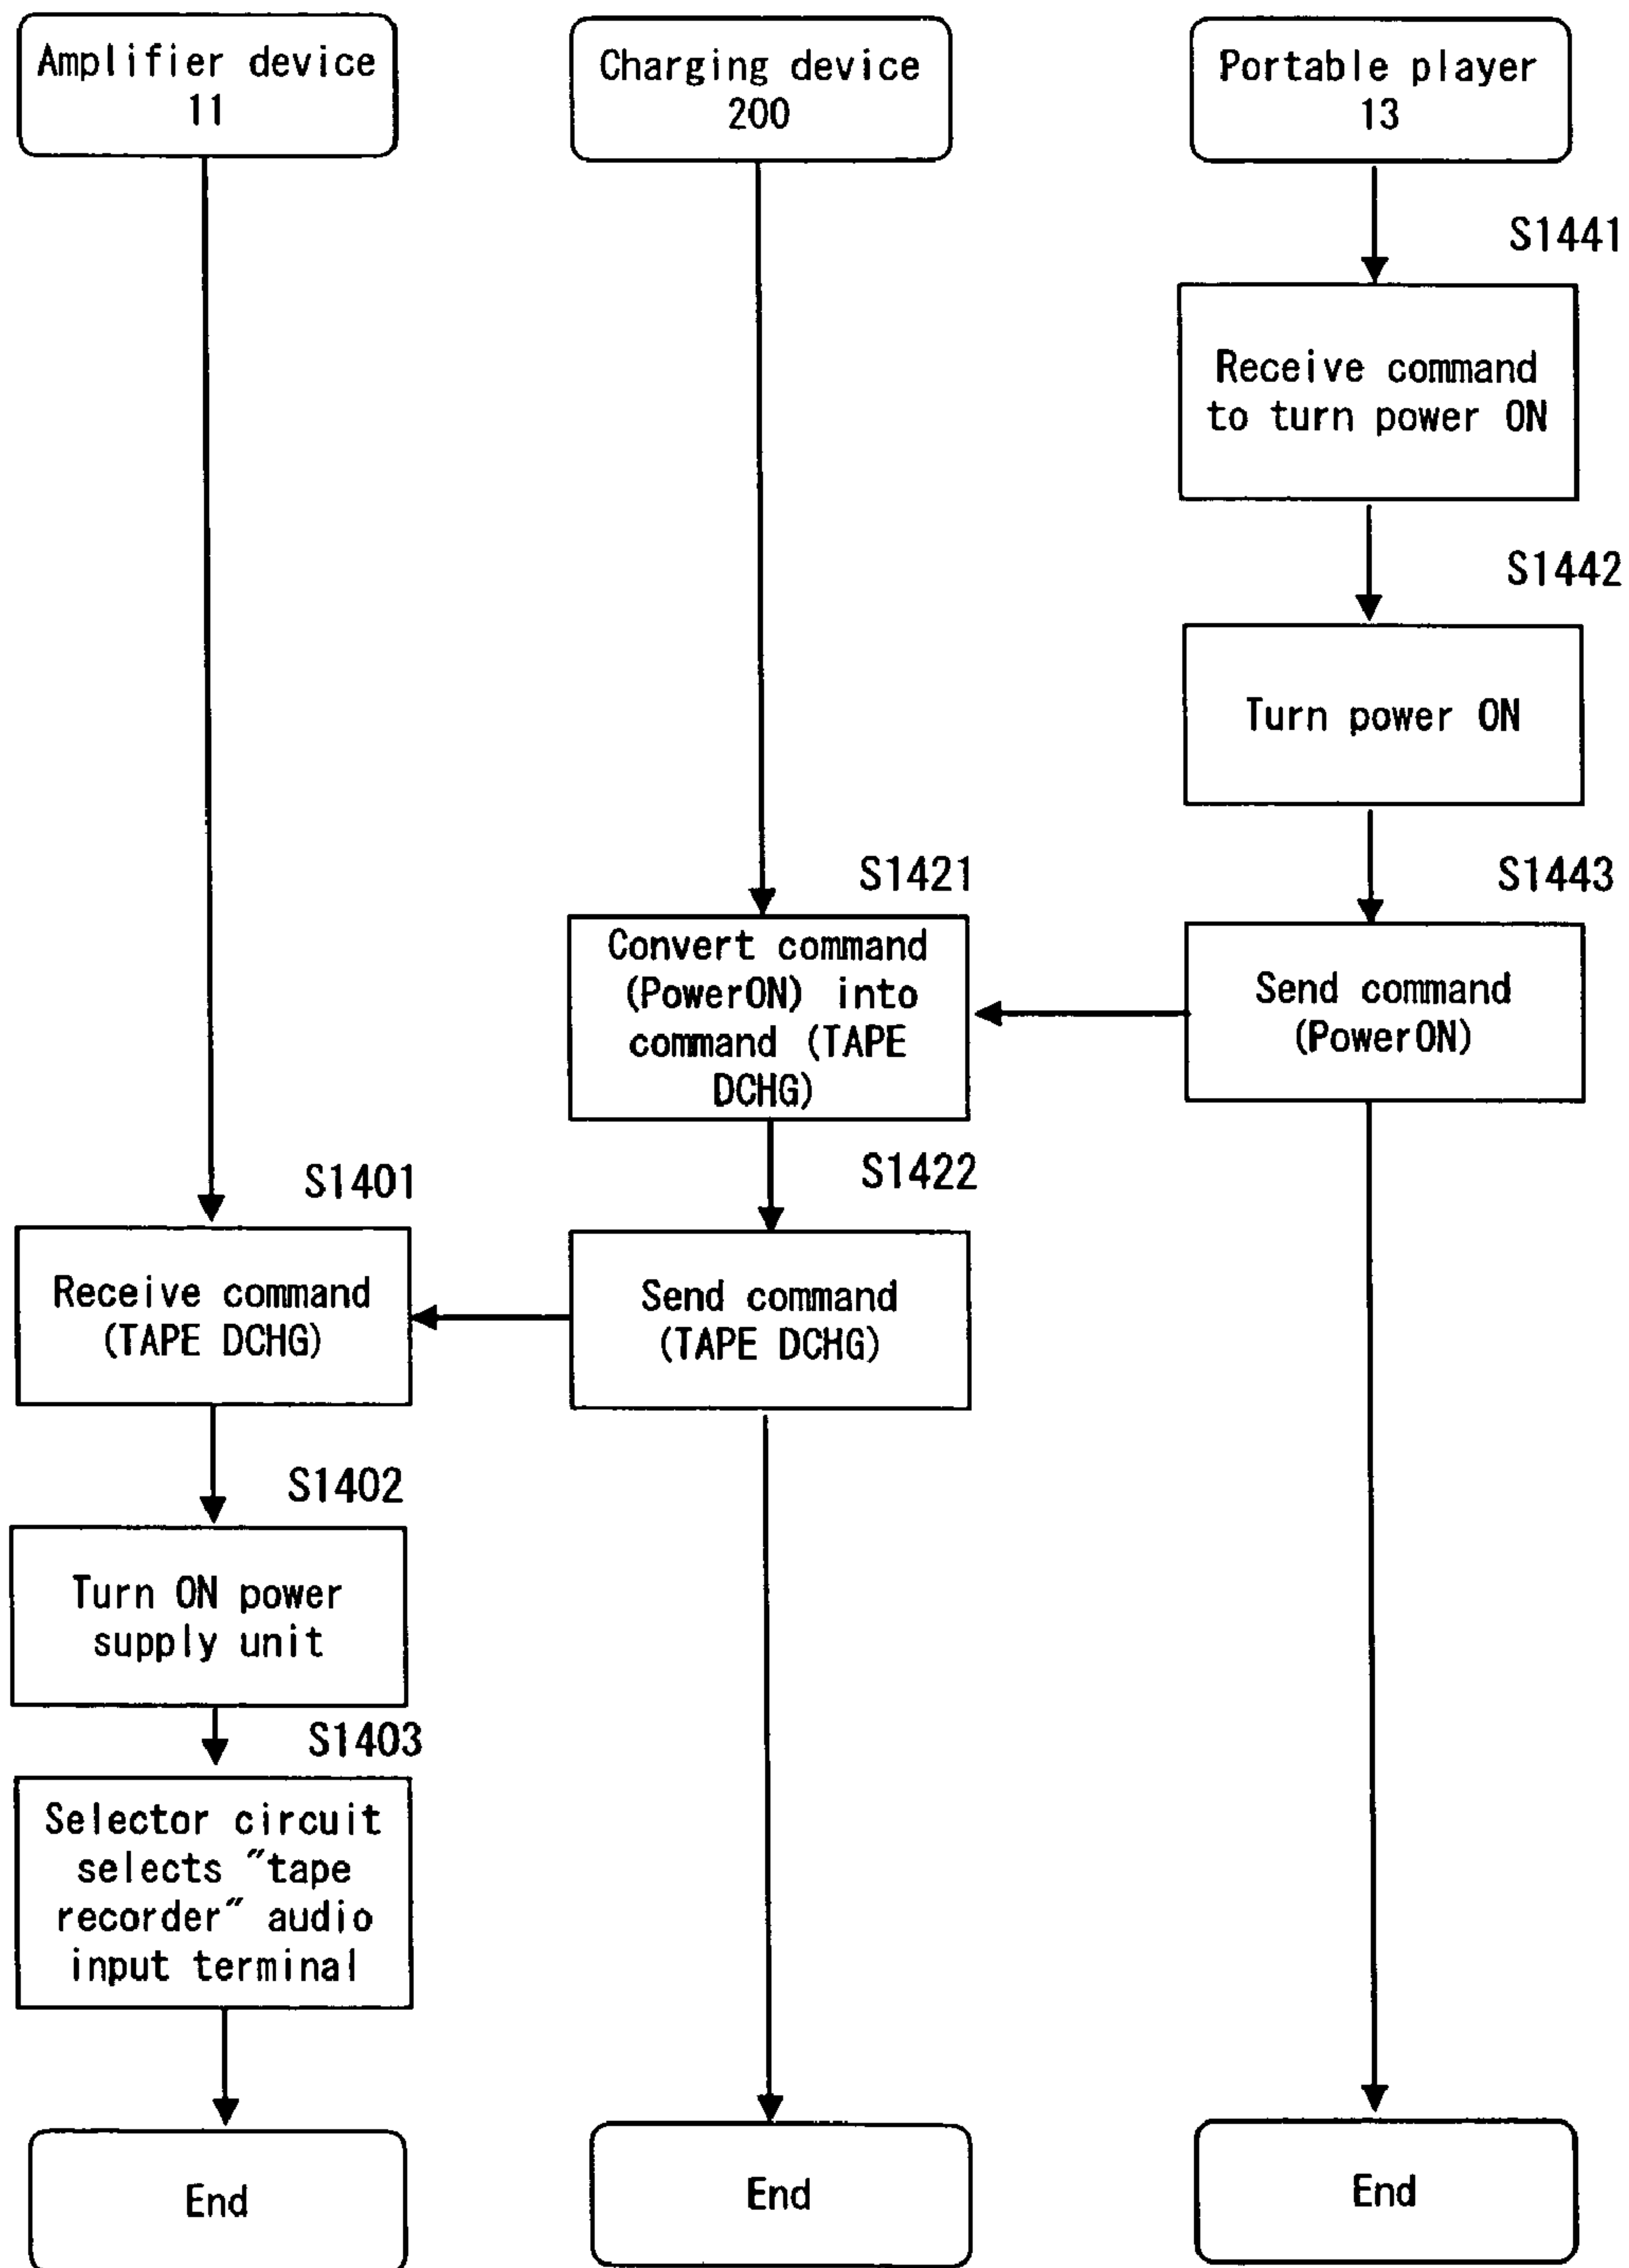 Amplifier device
11
Charging device
200
Portable player
13
S1441
Receive command
to turn power ON
S1442
Turn power ON
S1421
S1443
Convert command
(PowerON) into
command (TAPE
DCHG)
Send command
(PowerON)
S1401
S1422
Receive command
(TAPE DCHG)
Send command
(TAPE DCHG)
S1402
Turn ON power
supply unit
S1403
Selector circuit
selects "tape
recorder" audio
input terminal
End
End
End